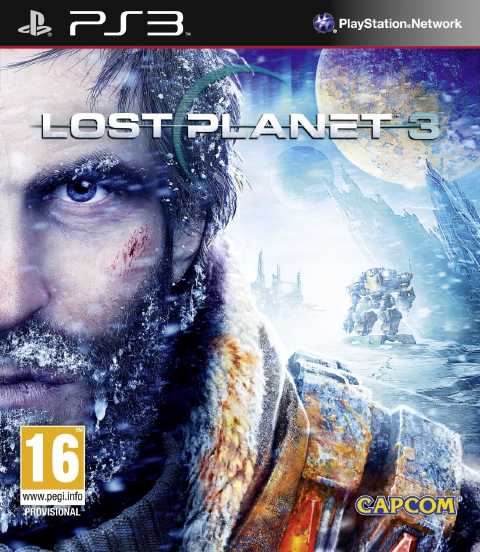 PS3
PlayStation®Network
LOST PLANET 3
16
www.pegi.info
PROVISIONAL
CAPCOM